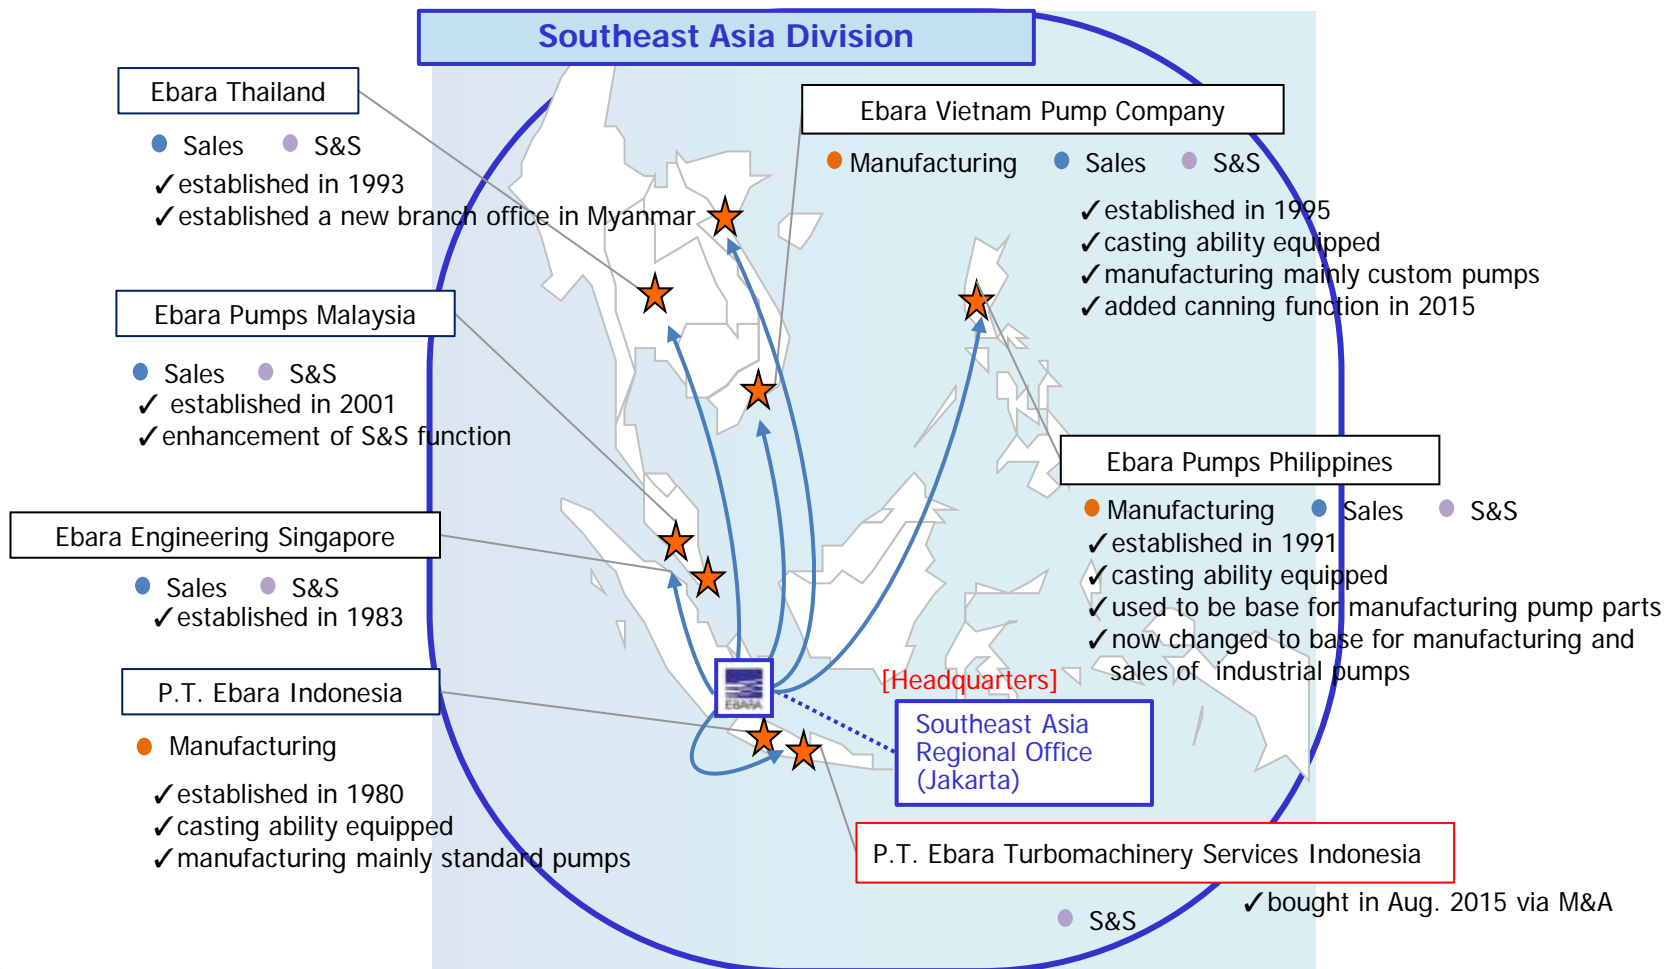 Southeast Asia Division
Ebara Thailand
Sales S&S
✓established in 1993
✓established a new branch office in Myanmar
Ebara Vietnam Pump Company
Manufacturing Sales S&S
✓established in 1995
✓casting ability equipped
✓manufacturing mainly custom pumps
✓added canning function in 2015
Ebara Pumps Malaysia
Sales S&S
✓ established in 2001
✓enhancement of S&S function
Ebara Pumps Philippines
Manufacturing Sales S&S
✓established in 1991
✓casting ability equipped
✓used to be base for manufacturing pump parts
✓now changed to base for manufacturing and
sales of industrial pumps
Ebara Engineering Singapore
Sales S&S
✓established in 1983
P.T. Ebara Indonesia
Manufacturing
✓established in 1980
✓casting ability equipped
✓manufacturing mainly standard pumps
EBARA
[Headquarters]
Southeast Asia
Regional Office
(Jakarta)
P.T. Ebara Turbomachinery Services Indonesia
✓bought in Aug. 2015 via M&A
S&S